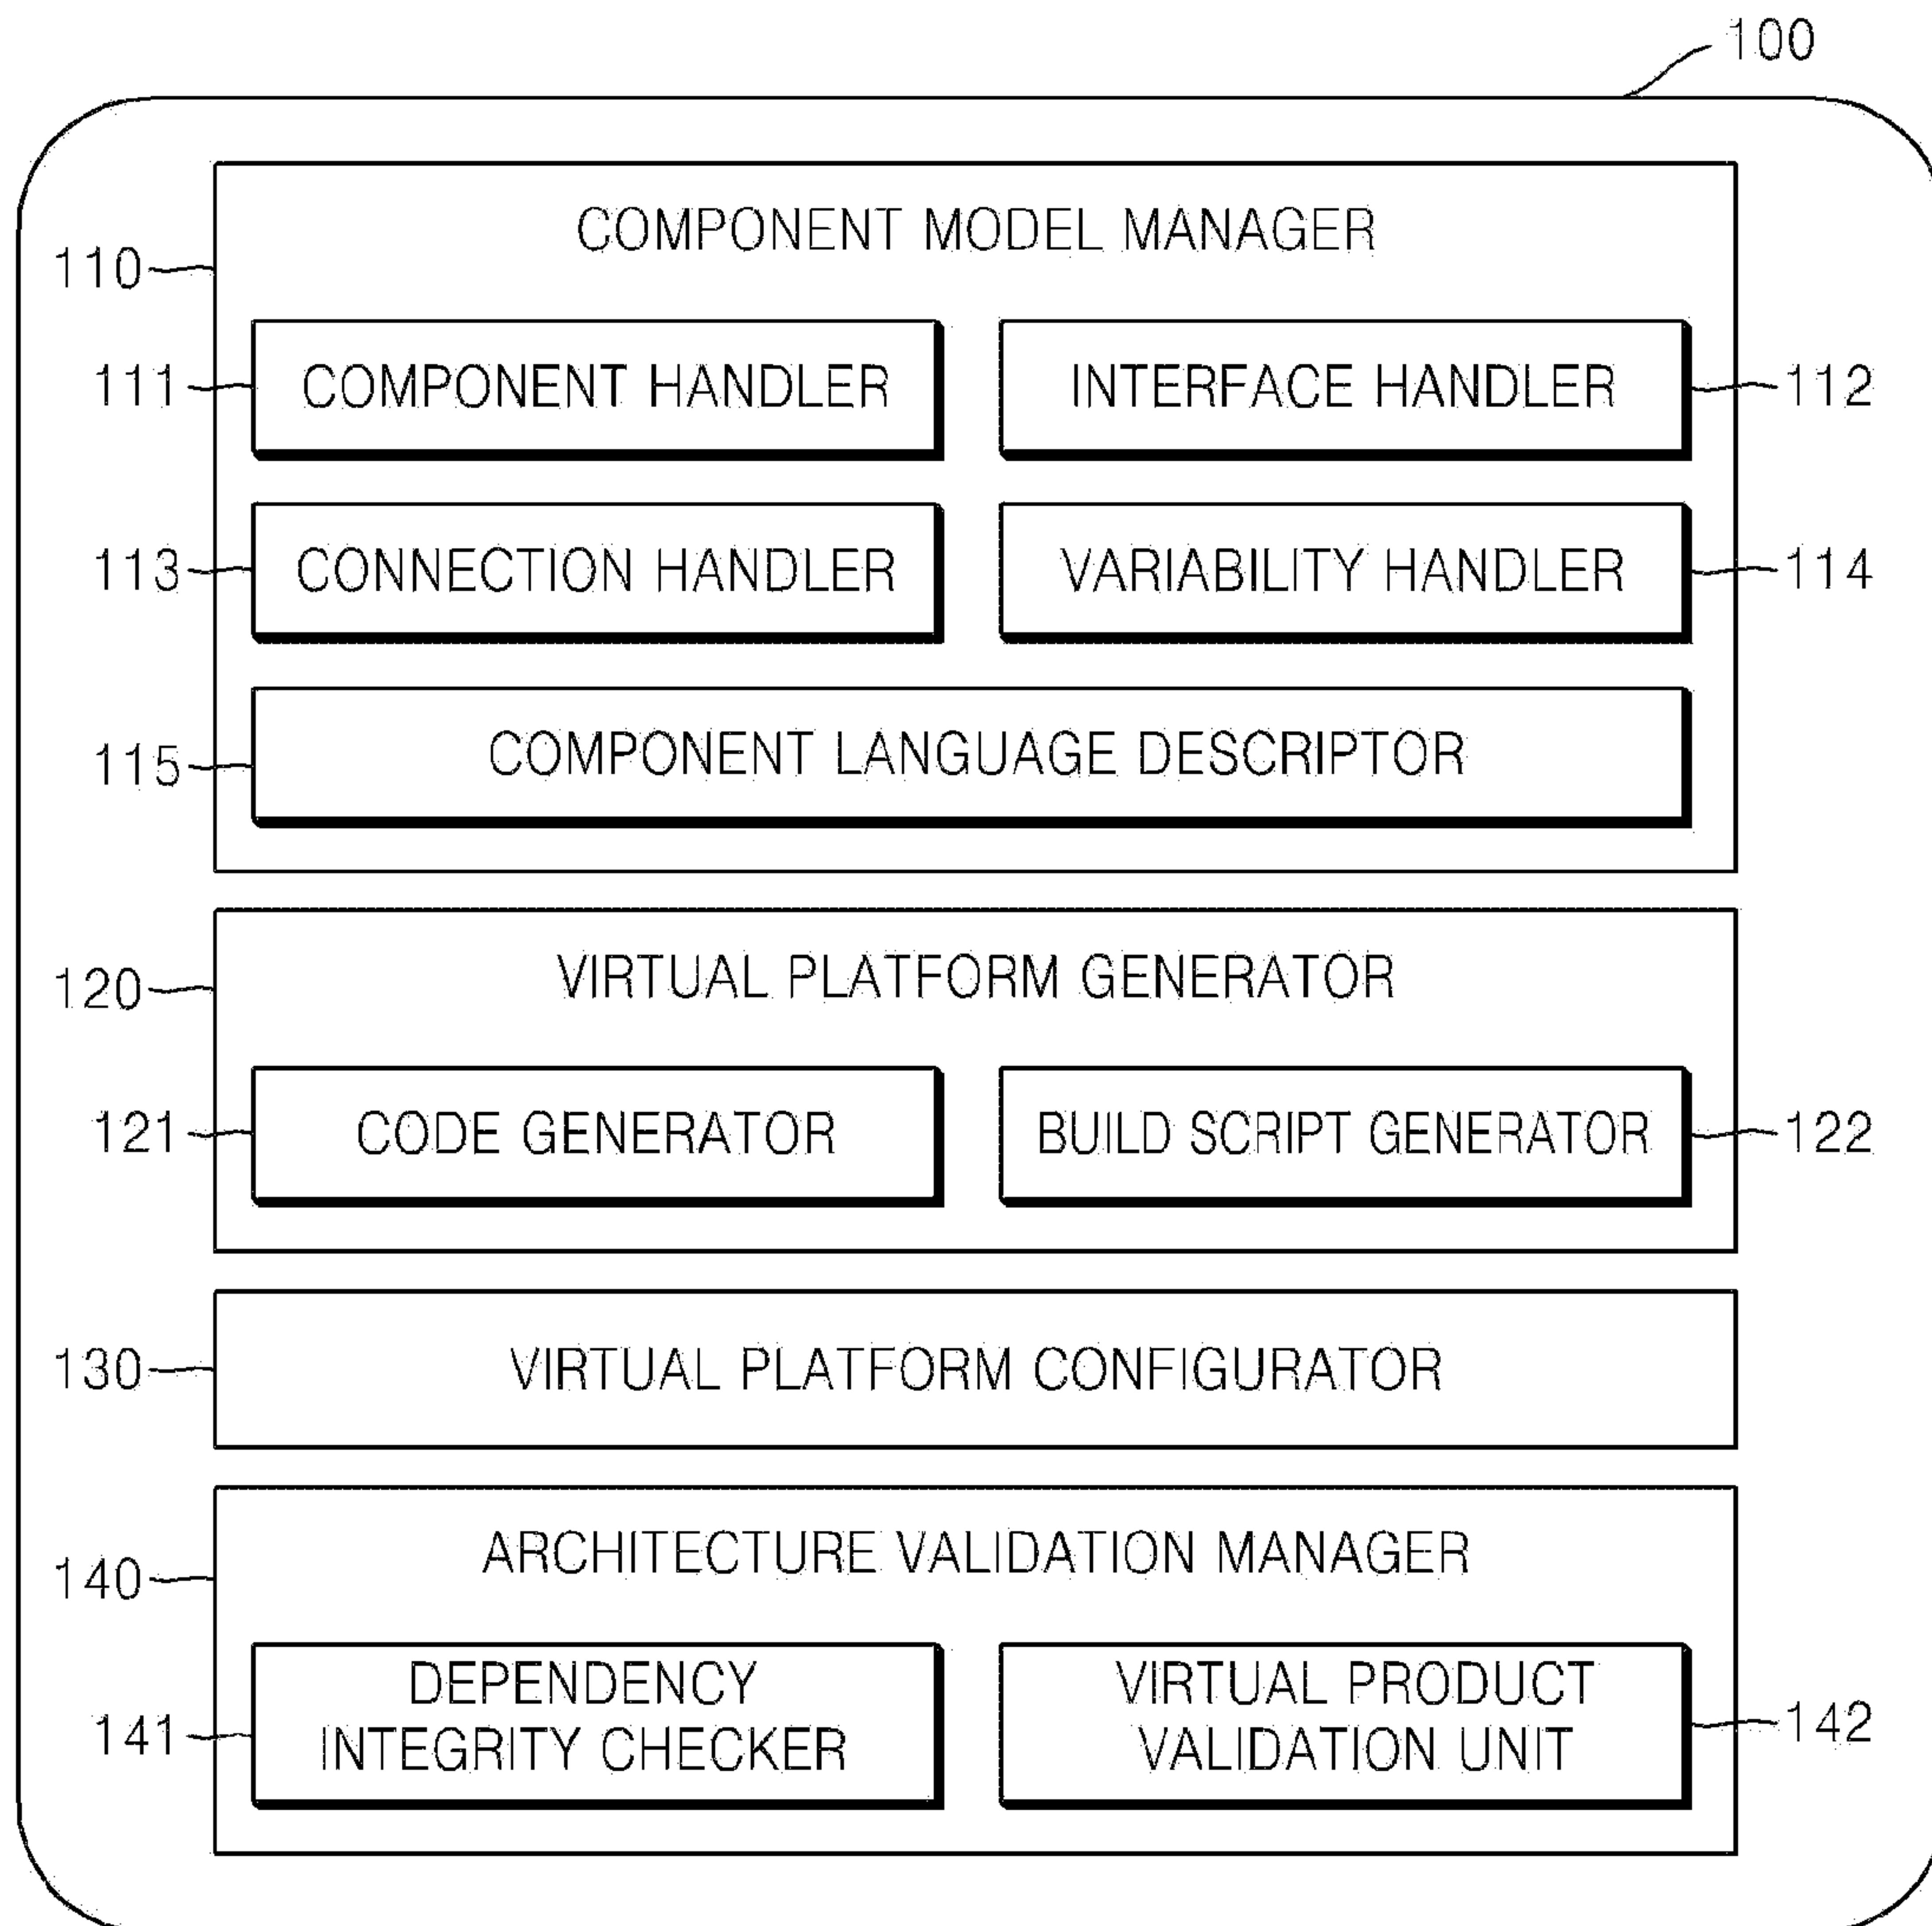 100
COMPONENT MODEL MANAGER
110
111
COMPONENT HANDLER
INTERFACE HANDLER
112
113
CONNECTION HANDLER
VARIABILITY HANDLER
114
115
COMPONENT LANGUAGE DESCRIPTOR
VIRTUAL PLATFORM GENERATOR
120
121
CODE GENERATOR
BUILD SCRIPT GENERATOR
122
130
VIRTUAL PLATFORM CONFIGURATOR
ARCHITECTURE VALIDATION MANAGER
140
141
DEPENDENCY
INTEGRITY CHECKER
VIRTUAL PRODUCT
VALIDATION UNIT
142